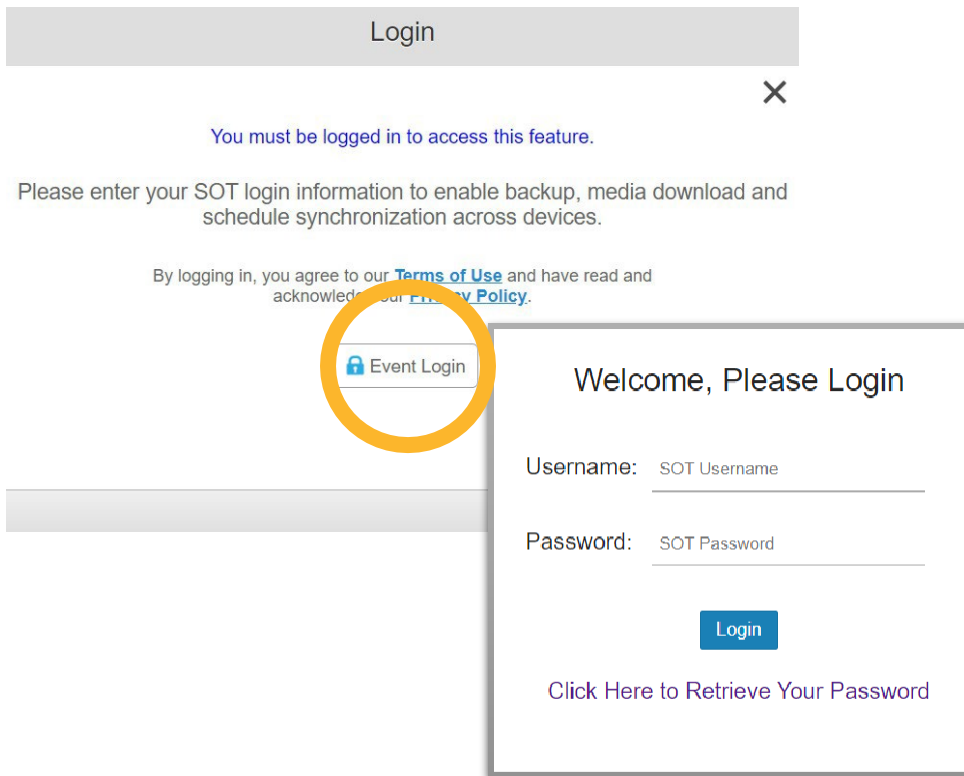 Login
You must be logged in to access this feature.
Please enter your SOT login information to enable backup, media download and
schedule synchronization across devices.
By logging in, you agree to our Terms of Use and have read and
acknowledge our Privacy Policy.
Event Login
Welcome, Please Login
Username: SOT Username
Password: SOT Password
Login
Click Here to Retrieve Your Password